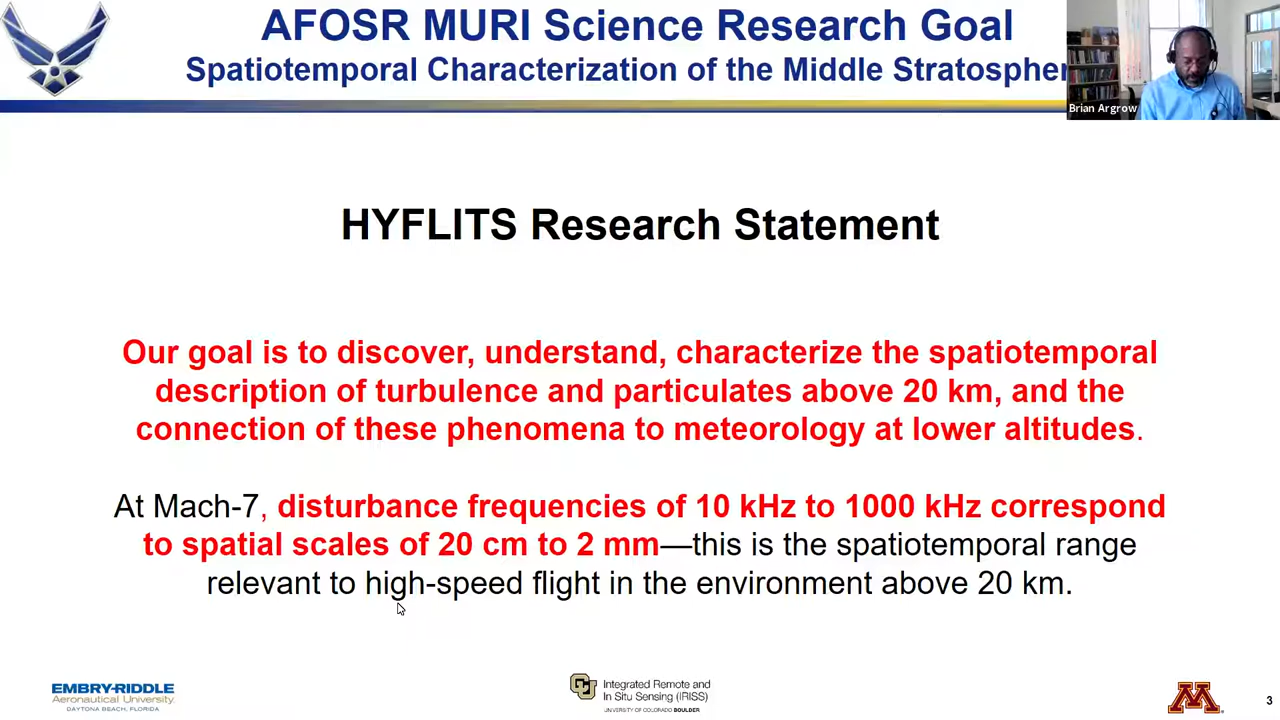 AFOSR MURI Science Research Goal
Spatiotemporal Characterization of the Middle Stratospher
Brian Argrow
HYFLITS Research Statement
Our goal is to discover, understand, characterize the spatiotemporal
description of turbulence and particulates above 20 km, and the
connection of these phenomena to meteorology at lower altitudes.
At Mach-7, disturbance frequencies of 10 kHz to 1000 kHz correspond
to spatial scales of 20 cm to 2 mm—this is the spatiotemporal range
relevant to high-speed flight in the environment above 20 km.
EMBRY-RIDDLE
Aeronautical University
DAYTONA BEACH, FLORIDA
CU
Integrated Remote and
In Situ Sensing (IRISS)
UNIVERSITY OF COLORADO BOULDER
M
3